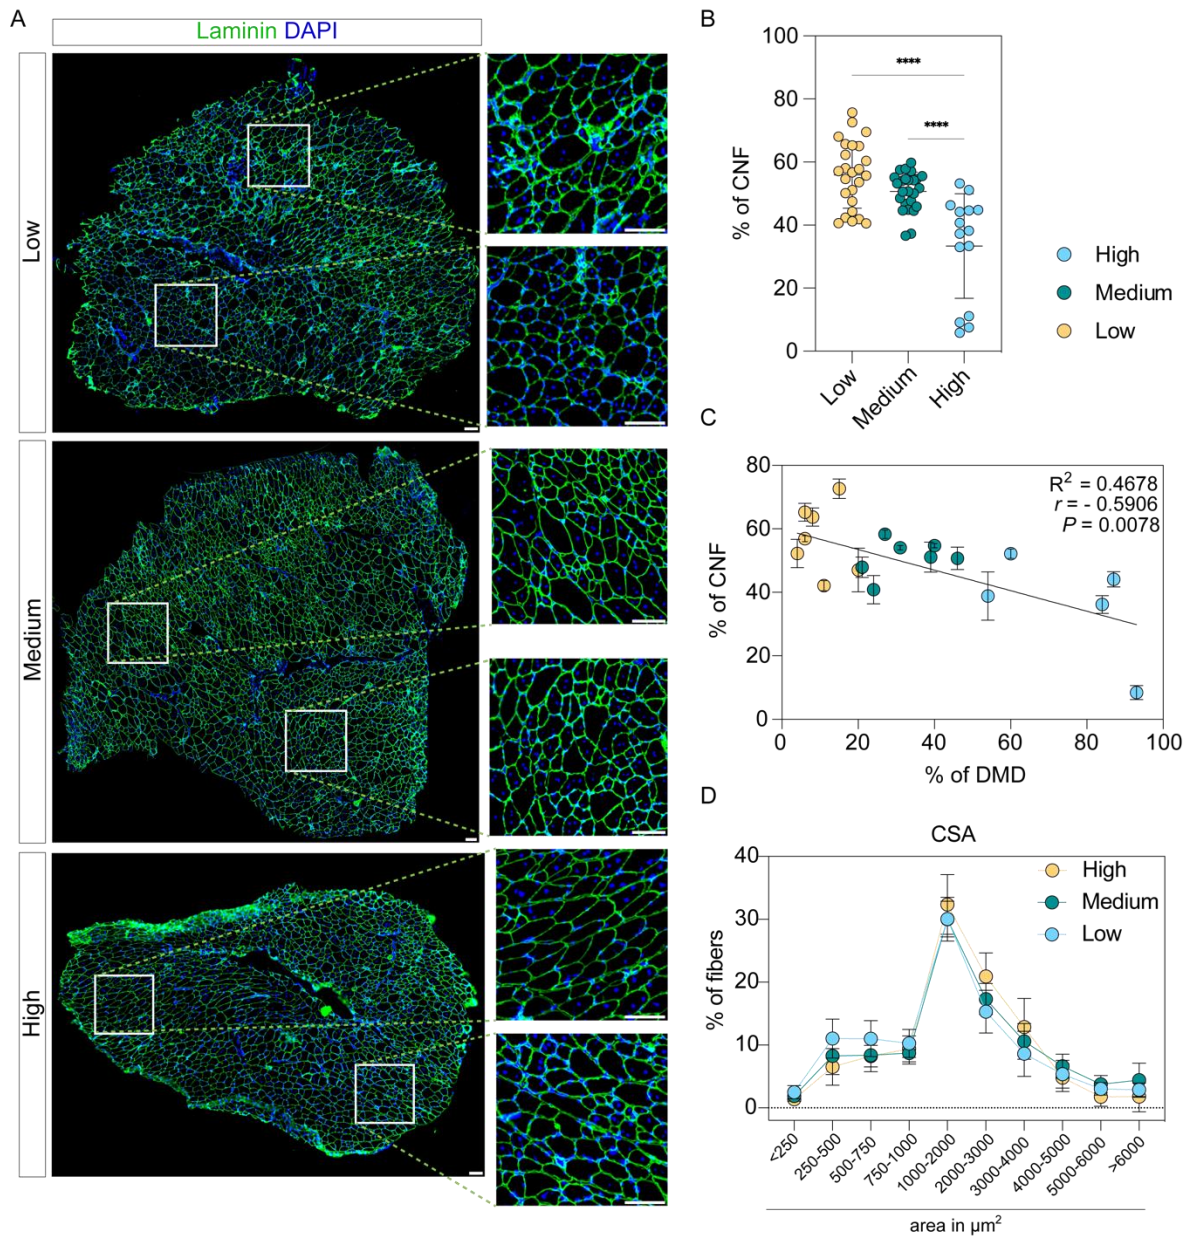 A
Laminin DAPI
Low
Medium
High
B
100
80
60
40
20
0
% of CNF
****
****
Low
Medium
High
High
Medium
Low
C
80
60
40
20
0
% of CNF
R² = 0.4678
r = - 0.5906
P = 0.0078
0 20 40 60 80 100
% of DMD
D
CSA
40
30
20
10
0
% of fibers
High
Medium
Low
<250
250-500
500-750
750-1000
1000-2000
2000-3000
3000-4000
4000-5000
5000-6000
>6000
area in µm²